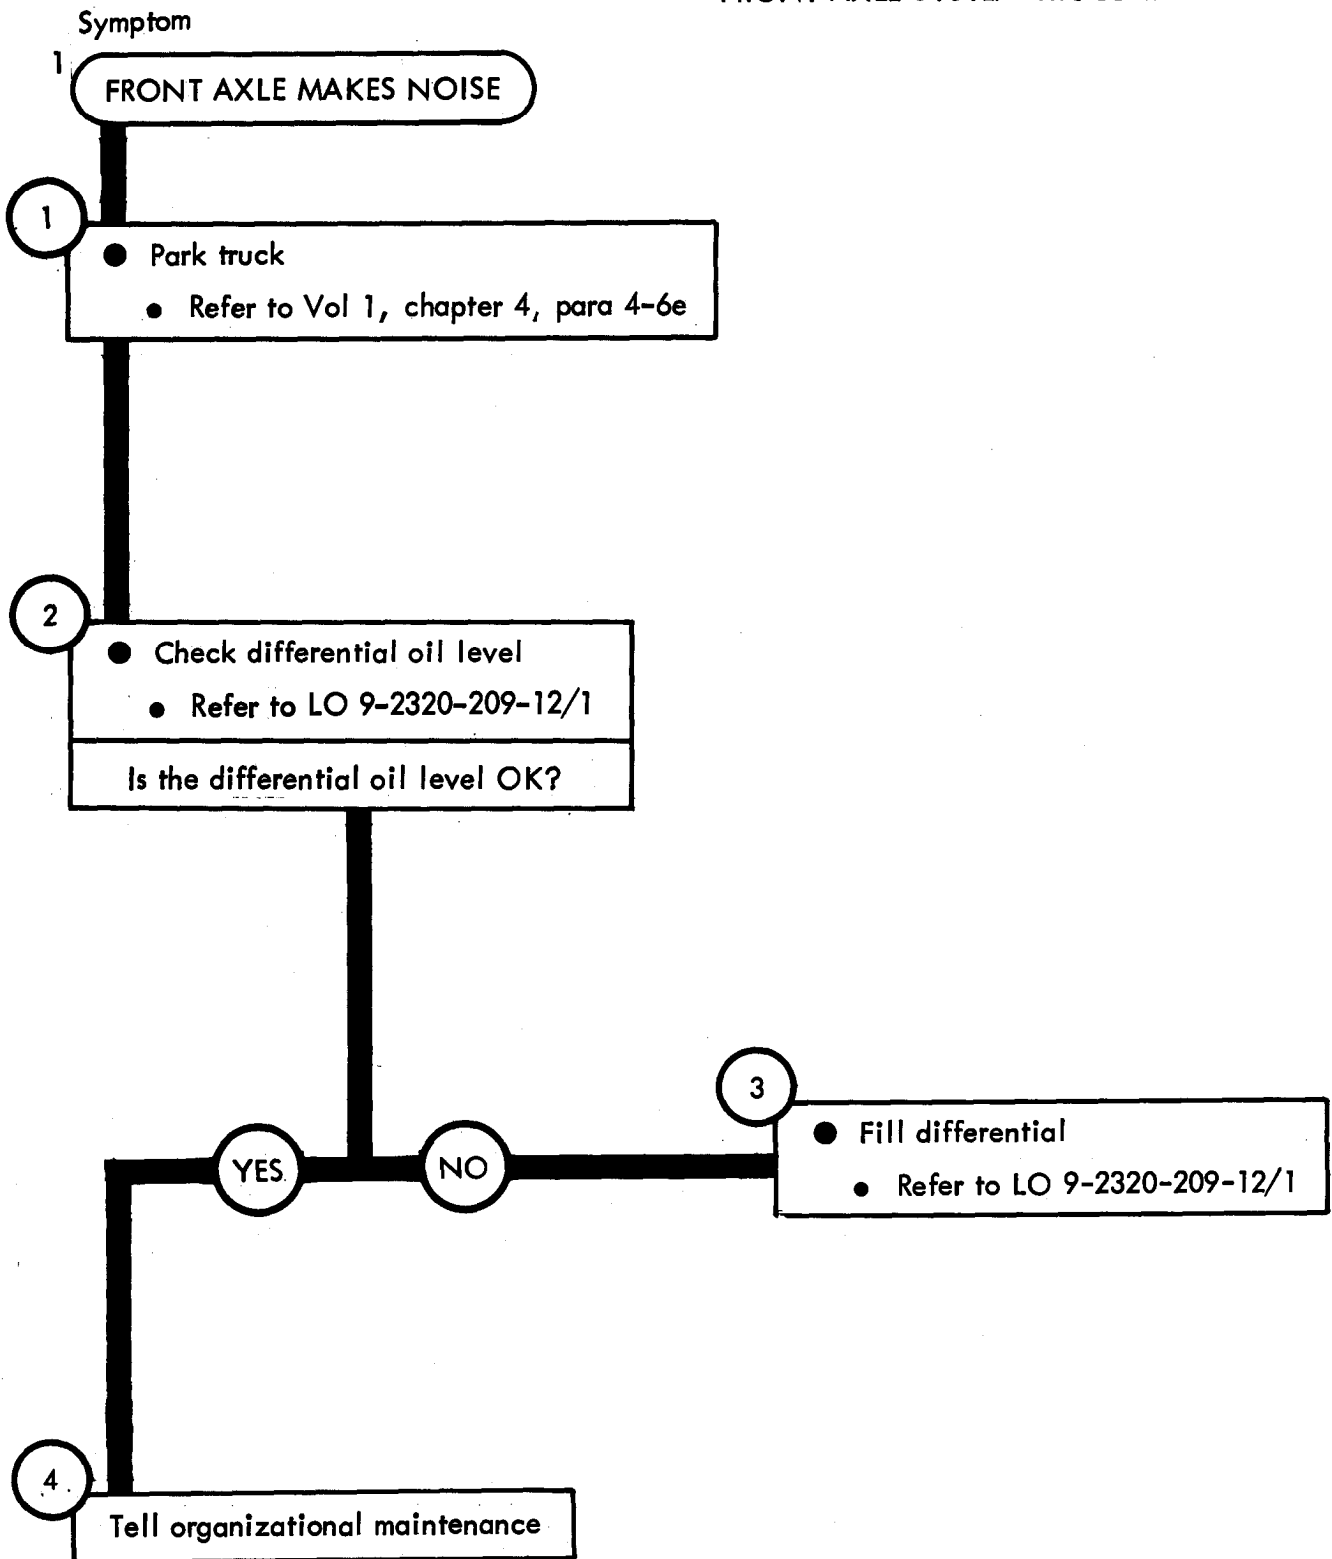 FRONT AXLE
Symptom
1
FRONT AXLE MAKES NOISE
1
● Park truck
● Refer to Vol 1, chapter 4, para 4-6e
2
● Check differential oil level
● Refer to LO 9-2320-209-12/1
Is the differential oil level OK?
YES
NO
3
● Fill differential
● Refer to LO 9-2320-209-12/1
4
Tell organizational maintenance